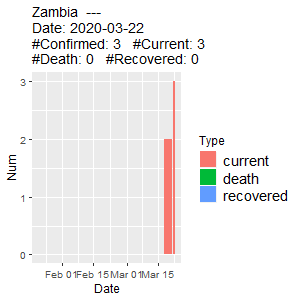 Zambia  ---
Date: 2020-03-22
#Confirmed: 3   #Current: 3
#Death: 0   #Recovered: 0
3
2
1
0
Num
Feb 01
Feb 15
Mar 01
Mar 15
Date
Type
current
death
recovered